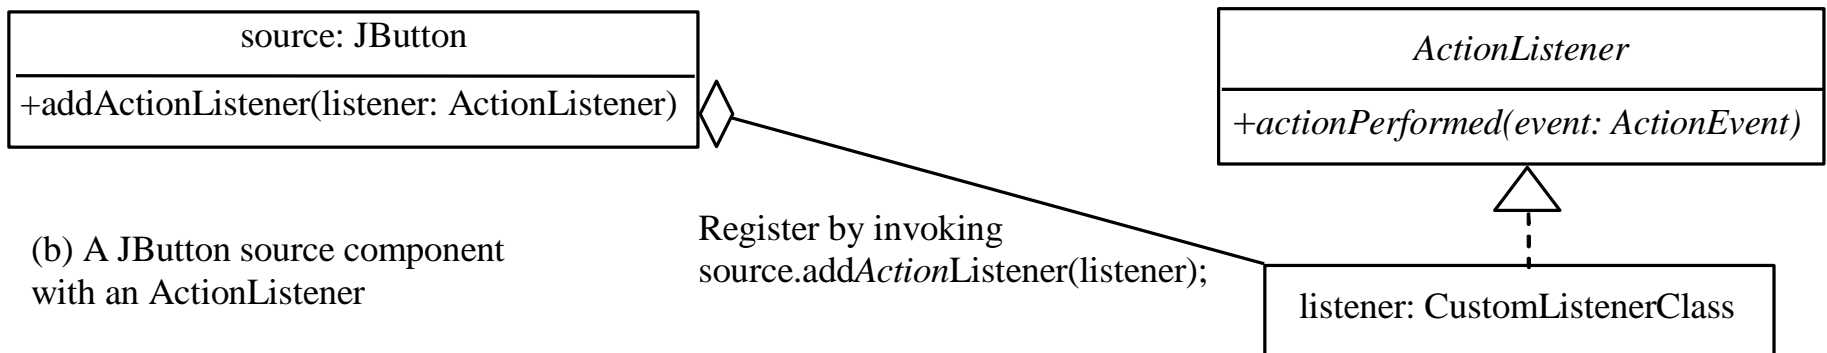 source: JButton
+addActionListener(listener: ActionListener)
ActionListener
+actionPerformed(event: ActionEvent)
(b) A JButton source component
with an ActionListener
Register by invoking
source.addActionListener(listener);
listener: CustomListenerClass